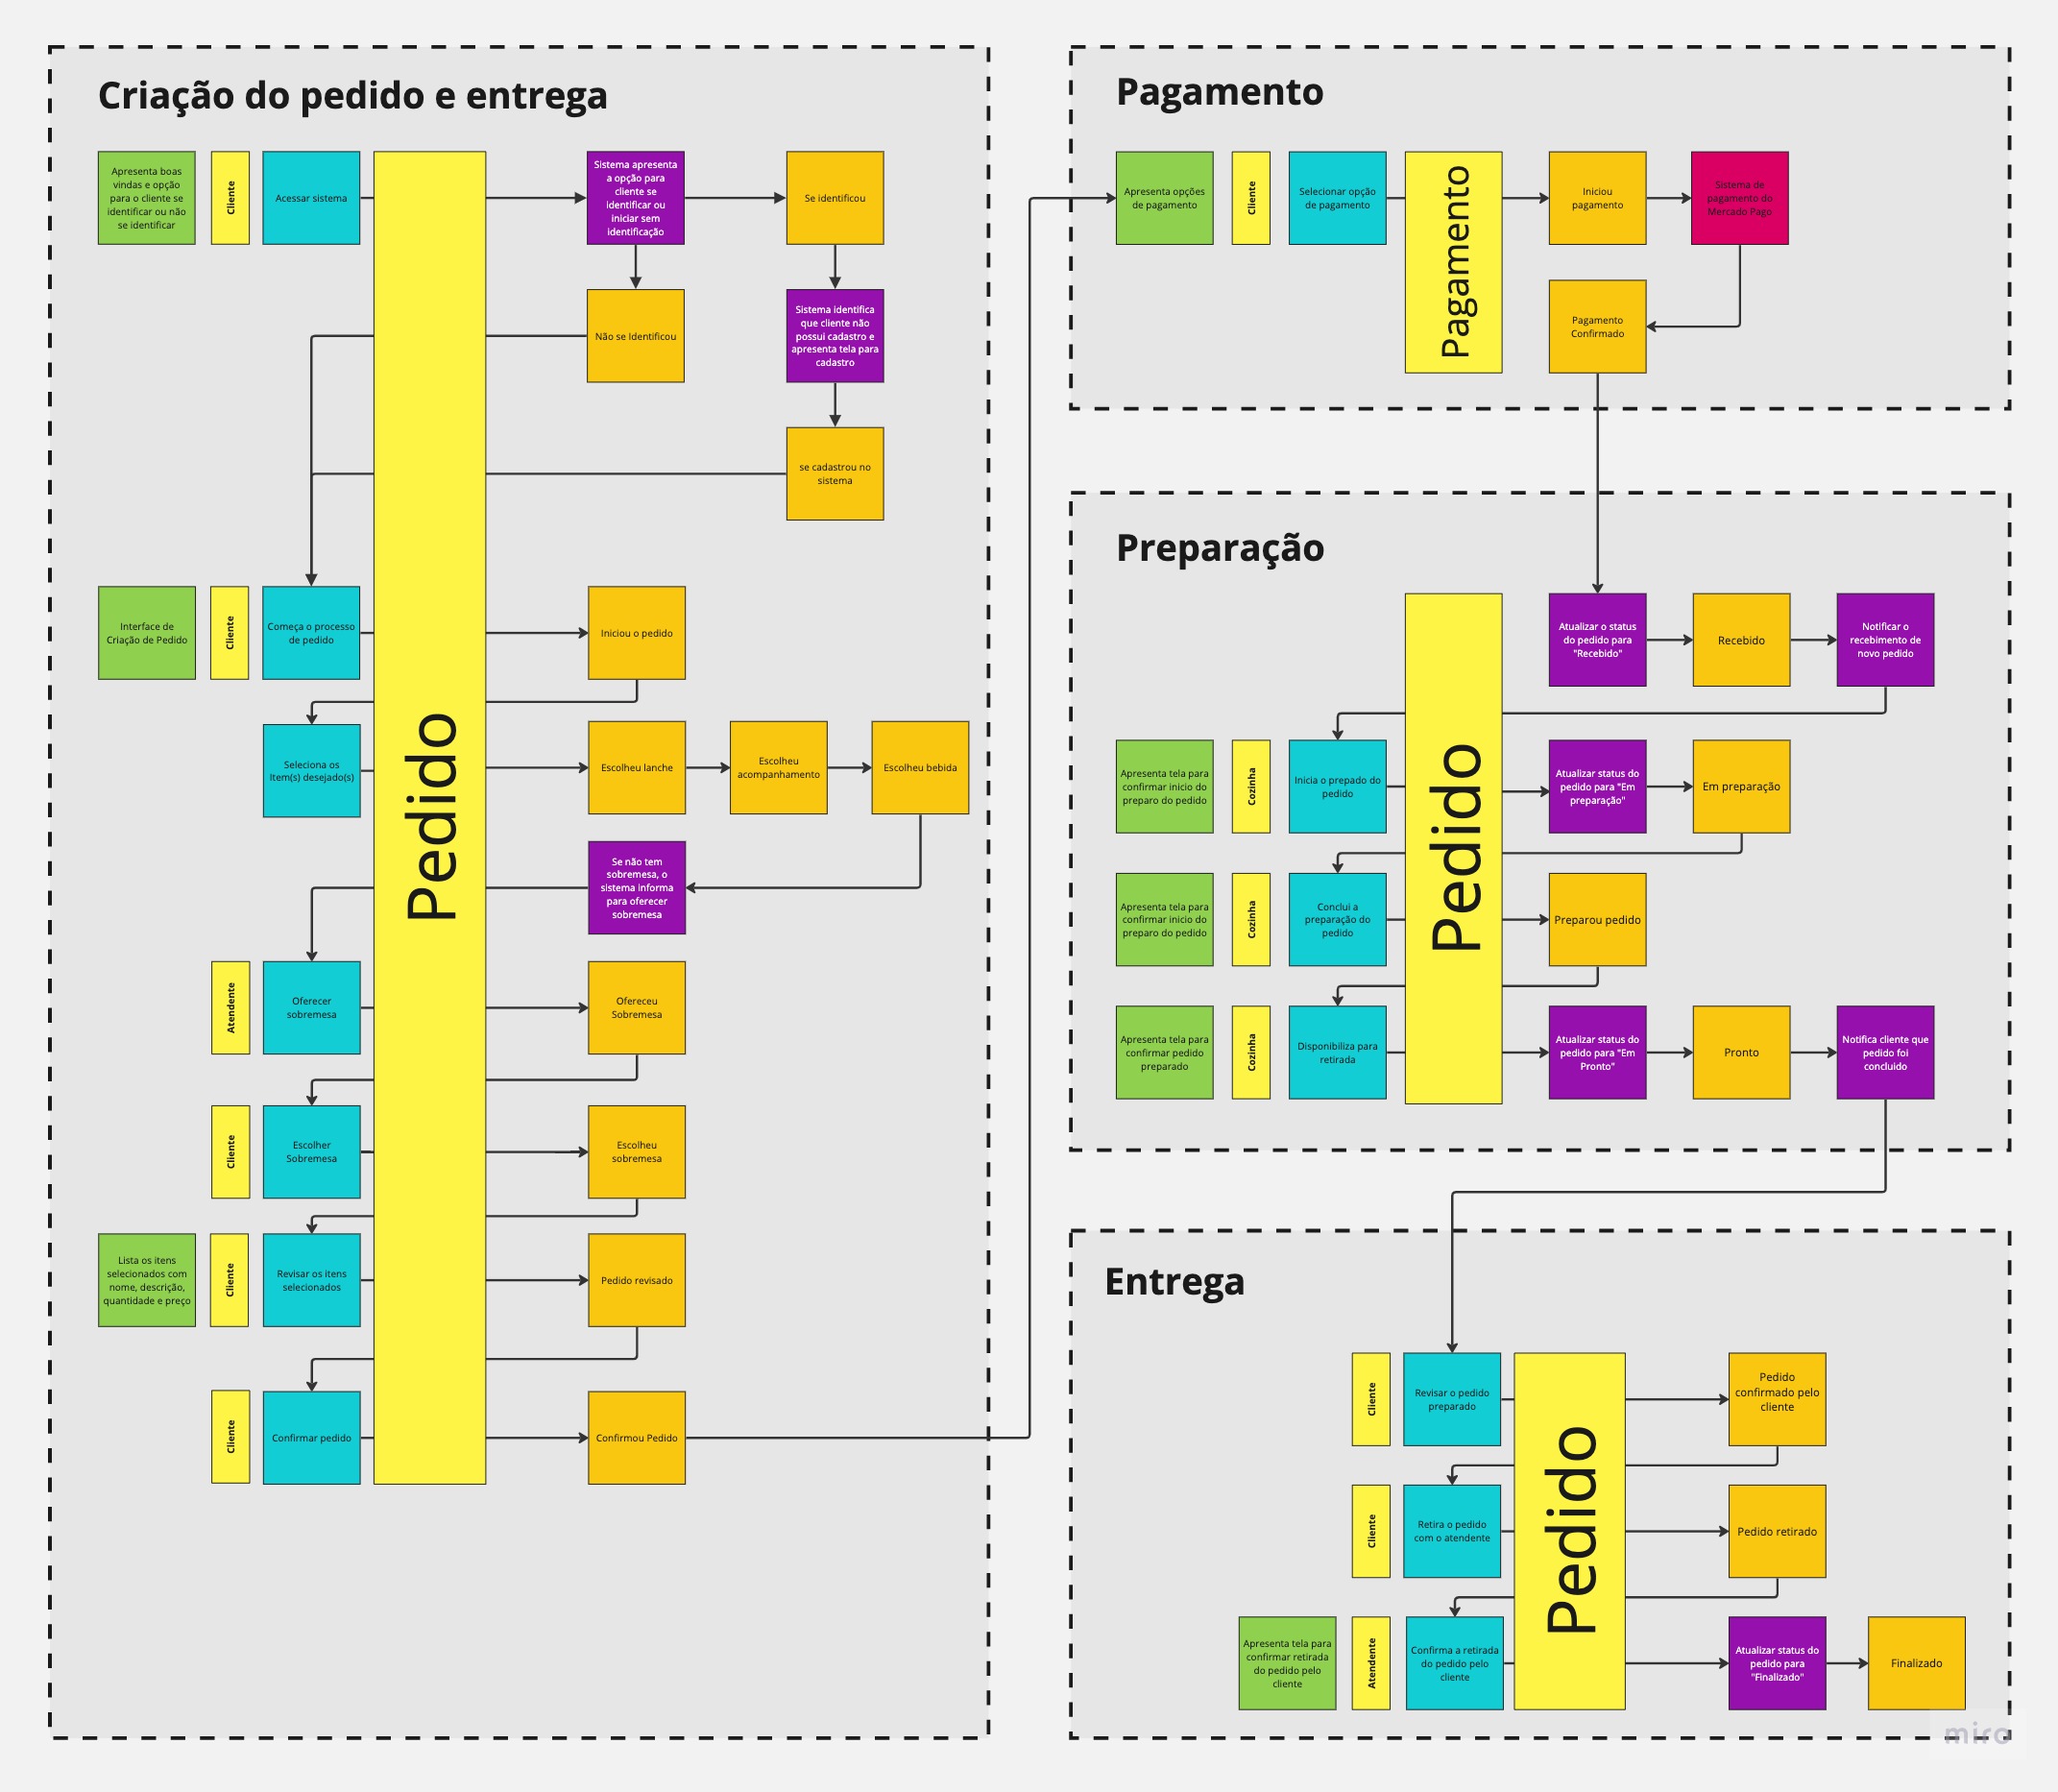 Criação do pedido e entrega
Apresenta boas
vindas e opção
para o cliente se
identificar ou não
se identificar
Cliente
Acessar sistema
Sistema apresenta
a opção para
cliente se
identificar ou
iniciar sem
identificação
Se identificou
Não se Identificou
Sistema identifica
que cliente não
possui cadastro e
apresenta tela para
cadastro
se cadastrou no
sistema
Pedido
Interface de
Criação de Pedido
Cliente
Começa o processo
de pedido
Iniciou o pedido
Seleciona os
Item(s) desejado(s)
Escolheu lanche
Escolheu
acompanhamento
Escolheu bebida
Se não tem
sobremesa, o
sistema informa
para oferecer
sobremesa
Atendente
Oferecer
sobremesa
Ofereceu
Sobremesa
Cliente
Escolher
Sobremesa
Escolheu
sobremesa
Lista os itens
selecionados com
nome, descrição,
quantidade e preço
Cliente
Revisar os itens
selecionados
Pedido revisado
Cliente
Confirmar pedido
Confirmou Pedido
Pagamento
Apresenta opções
de pagamento
Cliente
Selecionar opção
de pagamento
Pagamento
Iniciou
pagamento
Sistema de
pagamento do
Mercado Pago
Pagamento
Confirmado
Preparação
Pedido
Atualizar o status
do pedido para
"Recebido"
Recebido
Notificar o
recebimento de
novo pedido
Apresenta tela para
confirmar inicio do
preparo do pedido
Cozinha
Inicia o prepado do
pedido
Atualizar status do
pedido para "Em
preparação"
Em preparação
Apresenta tela para
confirmar inicio do
preparo do pedido
Cozinha
Conclui a
preparação do
pedido
Preparou pedido
Apresenta tela para
confirmar pedido
preparado
Cozinha
Disponibiliza para
retirada
Atualizar status do
pedido para "Em
Pronto"
Pronto
Notifica cliente que
pedido foi
concluido
Entrega
Cliente
Revisar o pedido
preparado
Pedido
Pedido
confirmado pelo
cliente
Cliente
Retira o pedido
com o atendente
Pedido retirado
Apresenta tela para
confirmar retirada
do pedido pelo
cliente
Atendente
Confirma a retirada
do pedido pelo
cliente
Atualizar status do
pedido para
"Finalizado"
Finalizado
miro